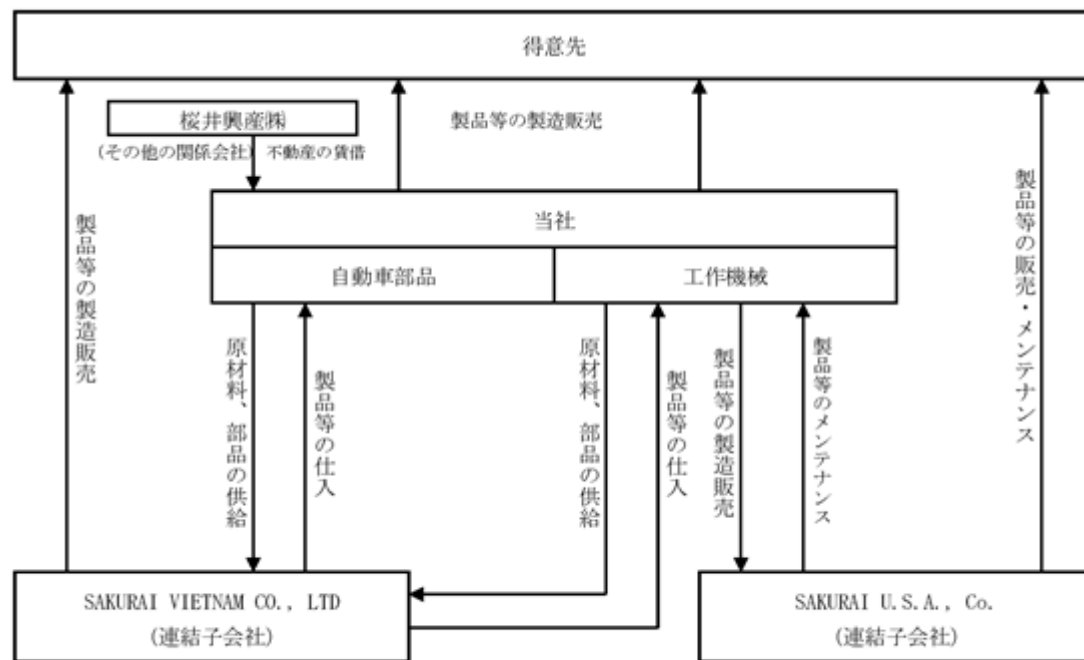 得意先
桜井興産㈱
(その他の関係会社)
不動産の賃借
製品等の製造販売
当社
自動車部品
工作機械
製品等の製造販売
原材料、部品の供給
製品等の仕入
原材料、部品の供給
製品等の仕入
製品等の製造販売
製品等のメンテナンス
製品等の販売・メンテナンス
SAKURAI VIETNAM CO., LTD
(連結子会社)
SAKURAI U.S.A., Co.
(連結子会社)